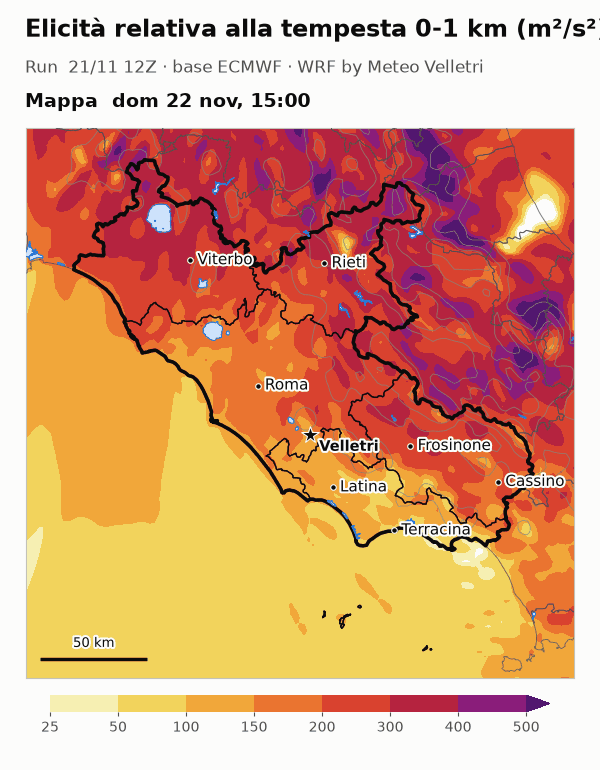 Elicità relativa alla tempesta 0-1 km (m²/s²)
Run 21/11 12Z · base ECMWF · WRF by Meteo Velletri
Mappa dom 22 nov, 15:00
Viterbo
Rieti
Roma
Velletri
Frosinone
Cassino
Latina
Terracina
50 km
25 50 100 150 200 300 400 500